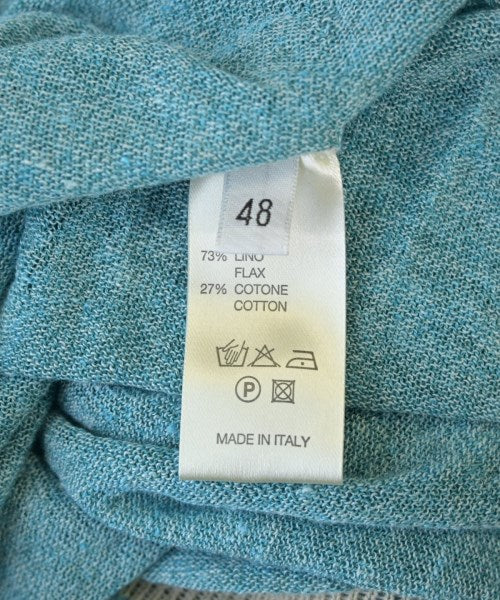 48
73% LINO
FLAX
27% COTONE
COTTON
P
MADE IN ITALY